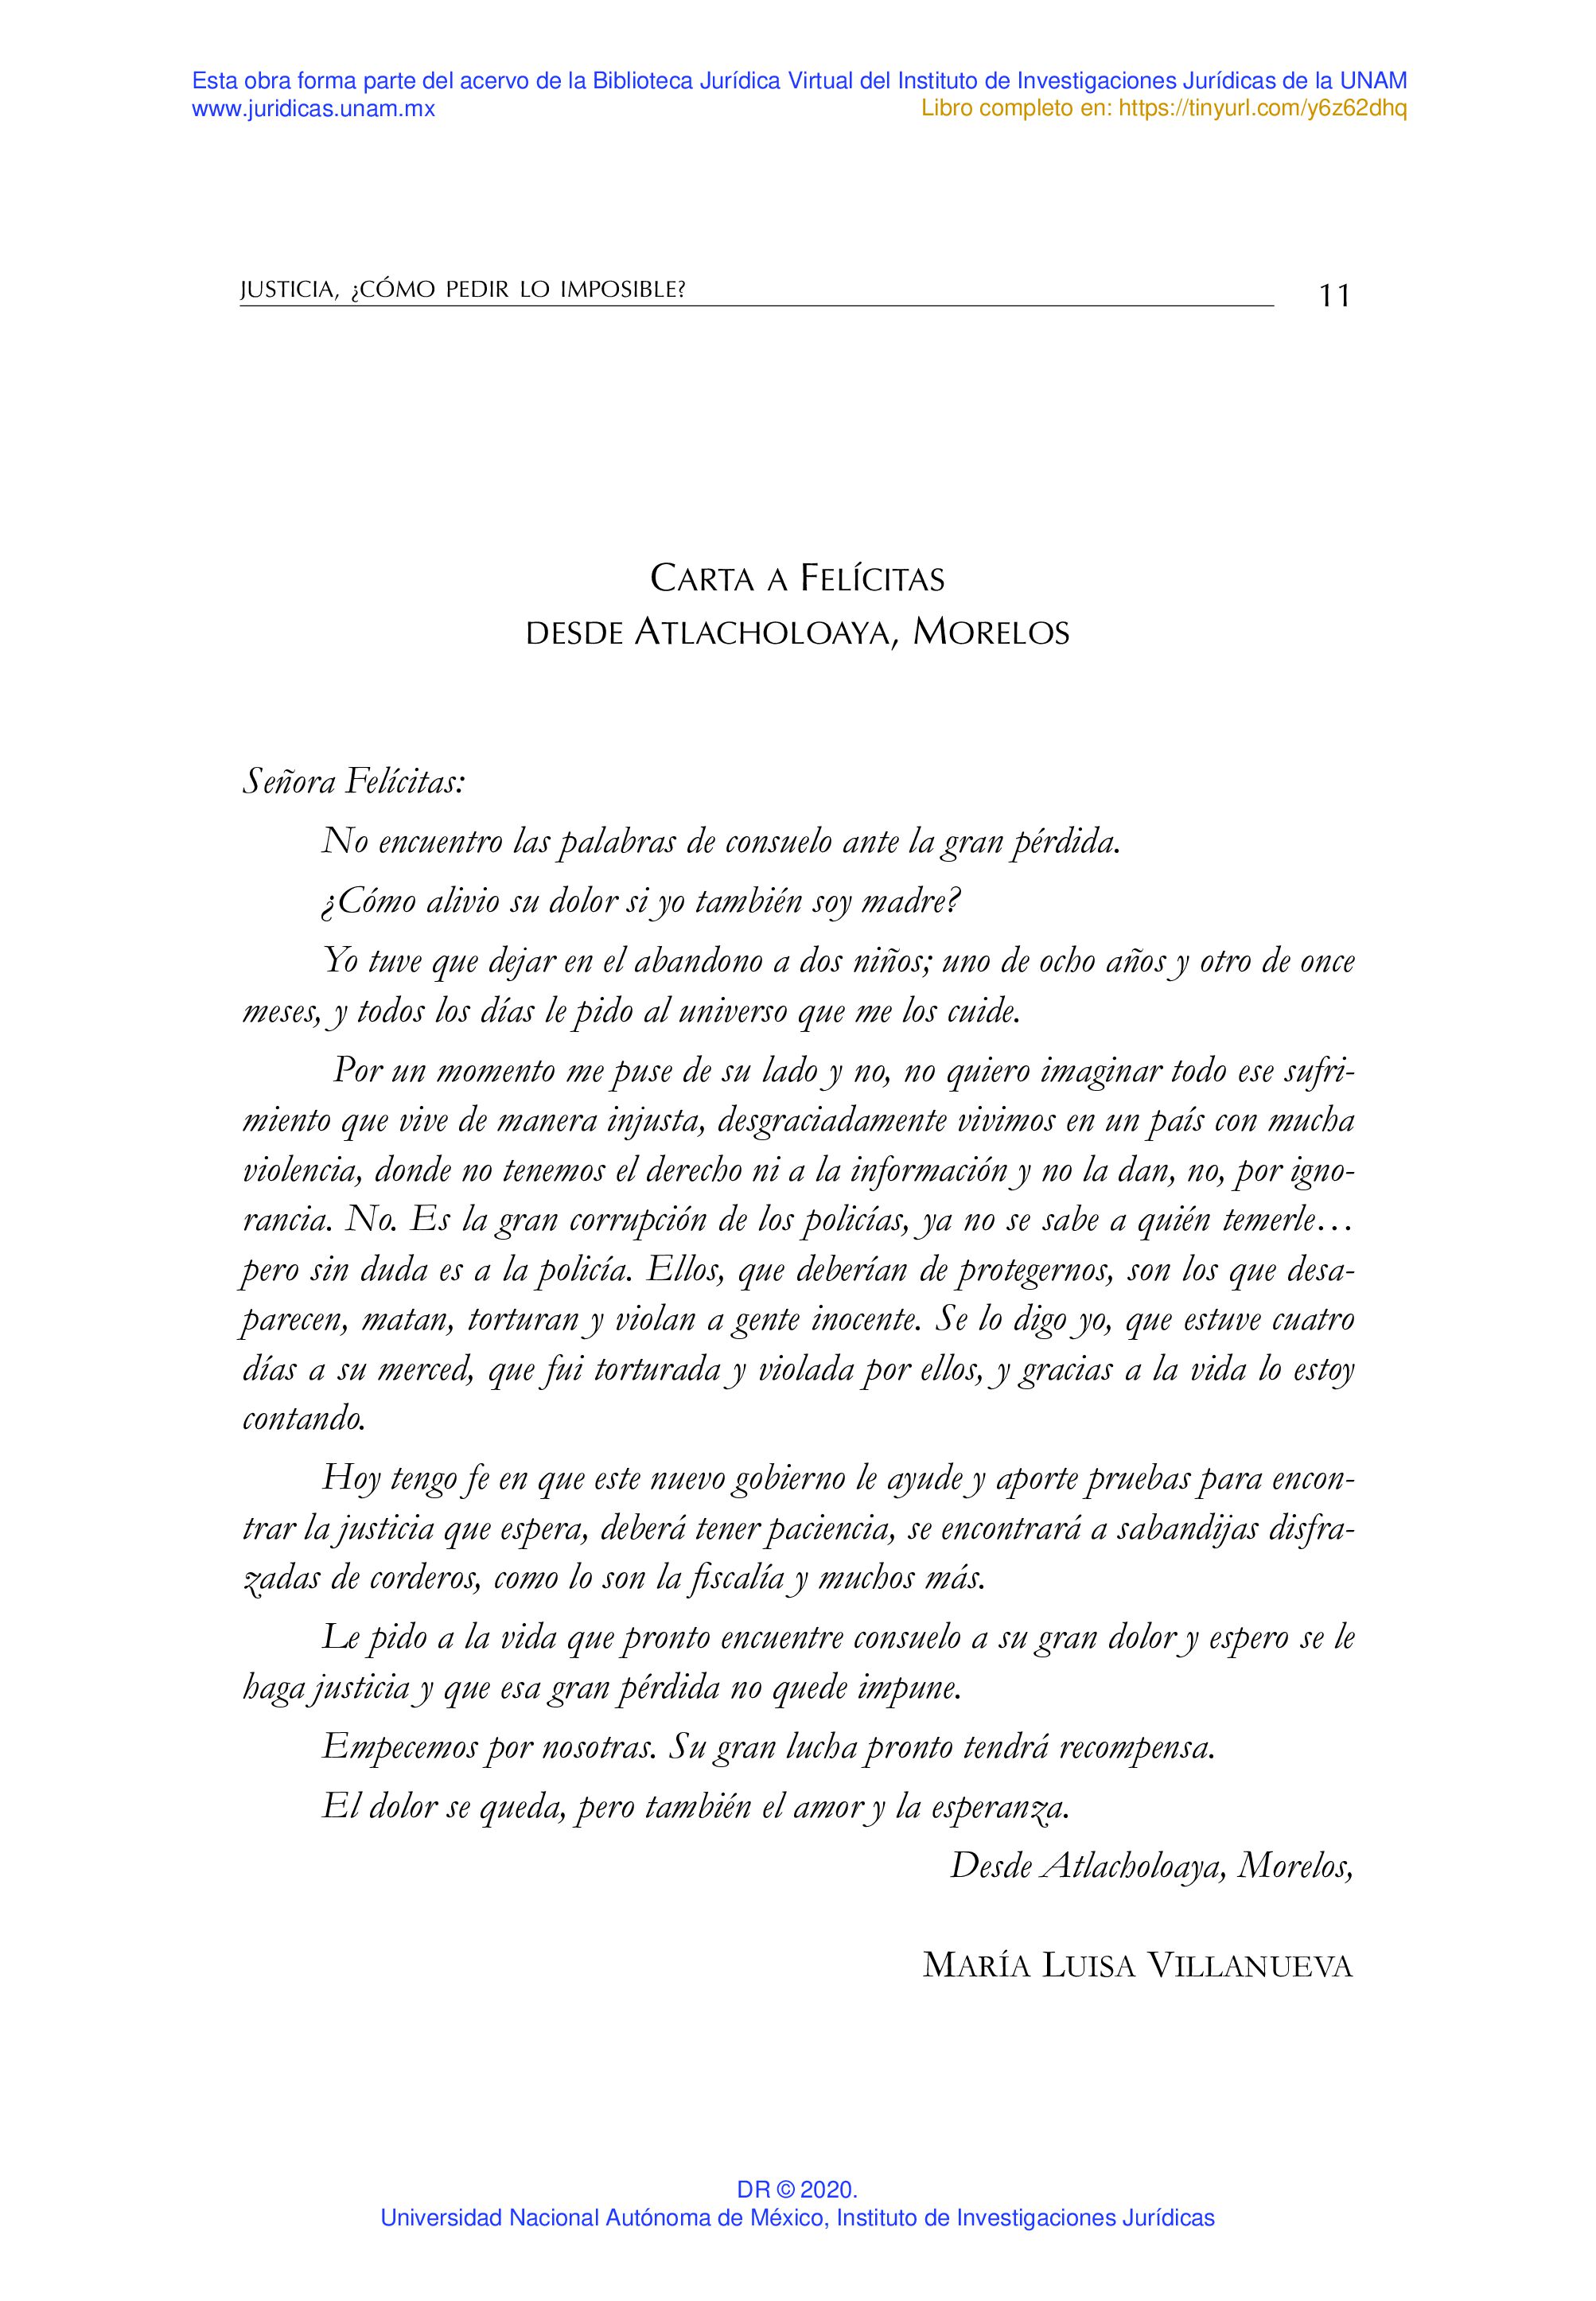 Esta obra forma parte del acervo de la Biblioteca Jurídica Virtual del Instituto de Investigaciones Jurídicas de la UNAM
www.juridicas.unam.mx Libro completo en: https://tinyurl.com/y6z62dhq
JUSTICIA, ¿CÓMO PEDIR LO IMPOSIBLE? 11
CARTA A FELÍCITAS
DESDE ATLACHOLOAYA, MORELOS
Señora Felícitas:
No encuentro las palabras de consuelo ante la gran pérdida.
¿Cómo alivio su dolor si yo también soy madre?
Yo tuve que dejar en el abandono a dos niños; uno de ocho años y otro de once
meses, y todos los días le pido al universo que me los cuide.
Por un momento me puse de su lado y no, no quiero imaginar todo ese sufri-
miento que vive de manera injusta, desgraciadamente vivimos en un país con mucha
violencia, donde no tenemos el derecho ni a la información y no la dan, no, por igno-
rancia. No. Es la gran corrupción de los policías, ya no se sabe a quién temerle…
pero sin duda es a la policía. Ellos, que deberían de protegernos, son los que desa-
parecen, matan, torturan y violan a gente inocente. Se lo digo yo, que estuve cuatro
días a su merced, que fui torturada y violada por ellos, y gracias a la vida lo estoy
contando.
Hoy tengo fe en que este nuevo gobierno le ayude y aporte pruebas para encon-
trar la justicia que espera, deberá tener paciencia, se encontrará a sabandijas disfra-
zadas de corderos, como lo son la fiscalía y muchos más.
Le pido a la vida que pronto encuentre consuelo a su gran dolor y espero se le
haga justicia y que esa gran pérdida no quede impune.
Empecemos por nosotras. Su gran lucha pronto tendrá recompensa.
El dolor se queda, pero también el amor y la esperanza.
Desde Atlacholoaya, Morelos,
MARÍA LUISA VILLANUEVA
DR © 2020.
Universidad Nacional Autónoma de México, Instituto de Investigaciones Jurídicas